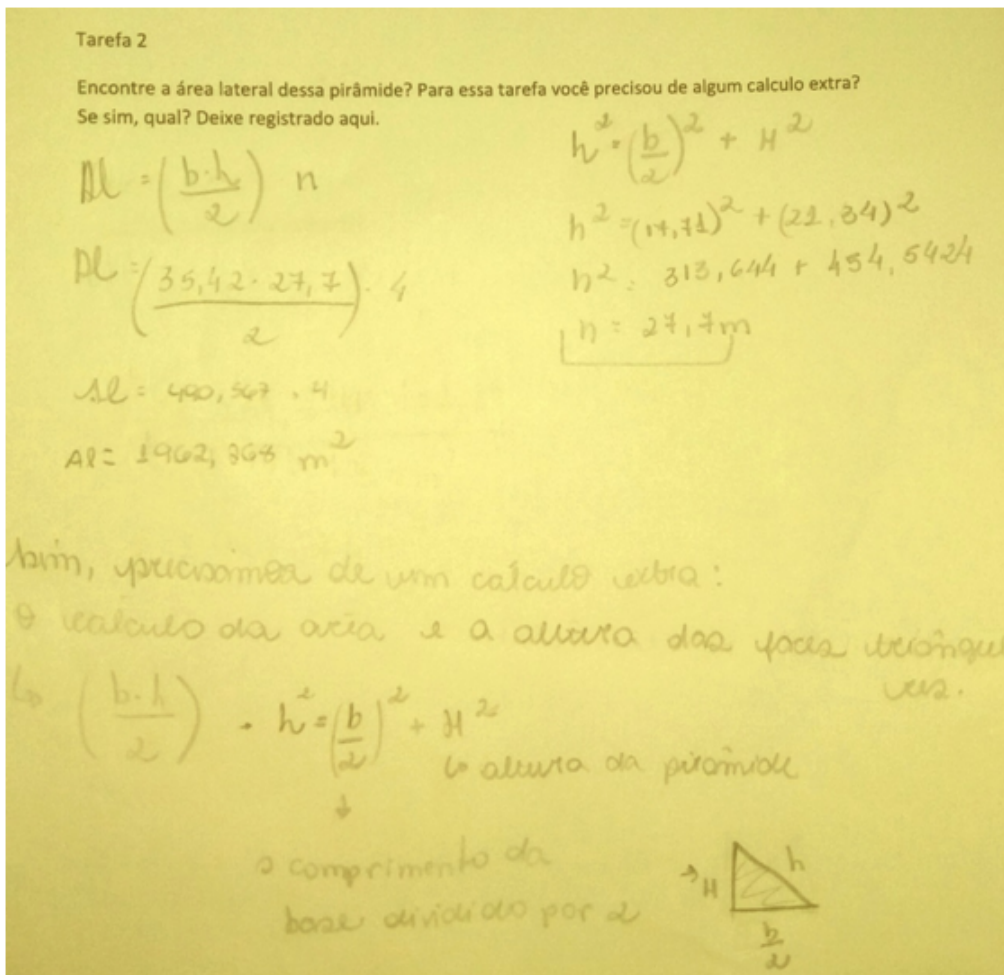 Tarefa 2
Encontre a área lateral dessa pirâmide? Para essa tarefa você precisou de algum calculo extra?
Se sim, qual? Deixe registrado aqui.
Al = (b.h/2) n
Al = (35,42 . 27,7/2) . 4
Al = 490,567 . 4
Al = 1962,268 m²
h² = (b/2)² + H²
h² = (17,71)² + (21,34)²
h² = 313,644 + 454,5424
h = 27,7m
Sim, precisamos de um calculo extra:
O calculo da area e a altura das faces triangu
lares.
↳ (b.h/2) . h² = (b/2)² + H²
↳ altura da piramide
↓
o comprimento da
base dividido por 2
→ H h
b/2